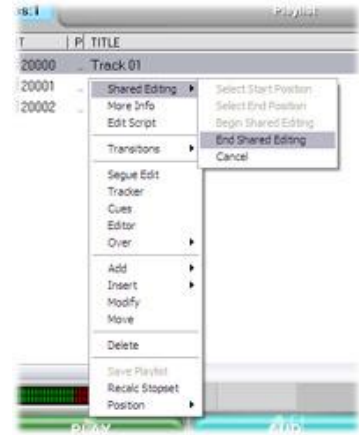 Playlist
T P TITLE
20000 .. Track 01
20001 ..
20002 ..
Shared Editing
More Info
Edit Script
Transitions
Segue Edit
Tracker
Cues
Editor
Over
Add
Insert
Modify
Move
Delete
Save Playlist
Recalc Stopset
Position
Select Start Position
Select End Position
Begin Shared Editing
End Shared Editing
Cancel
PLAY
AUD